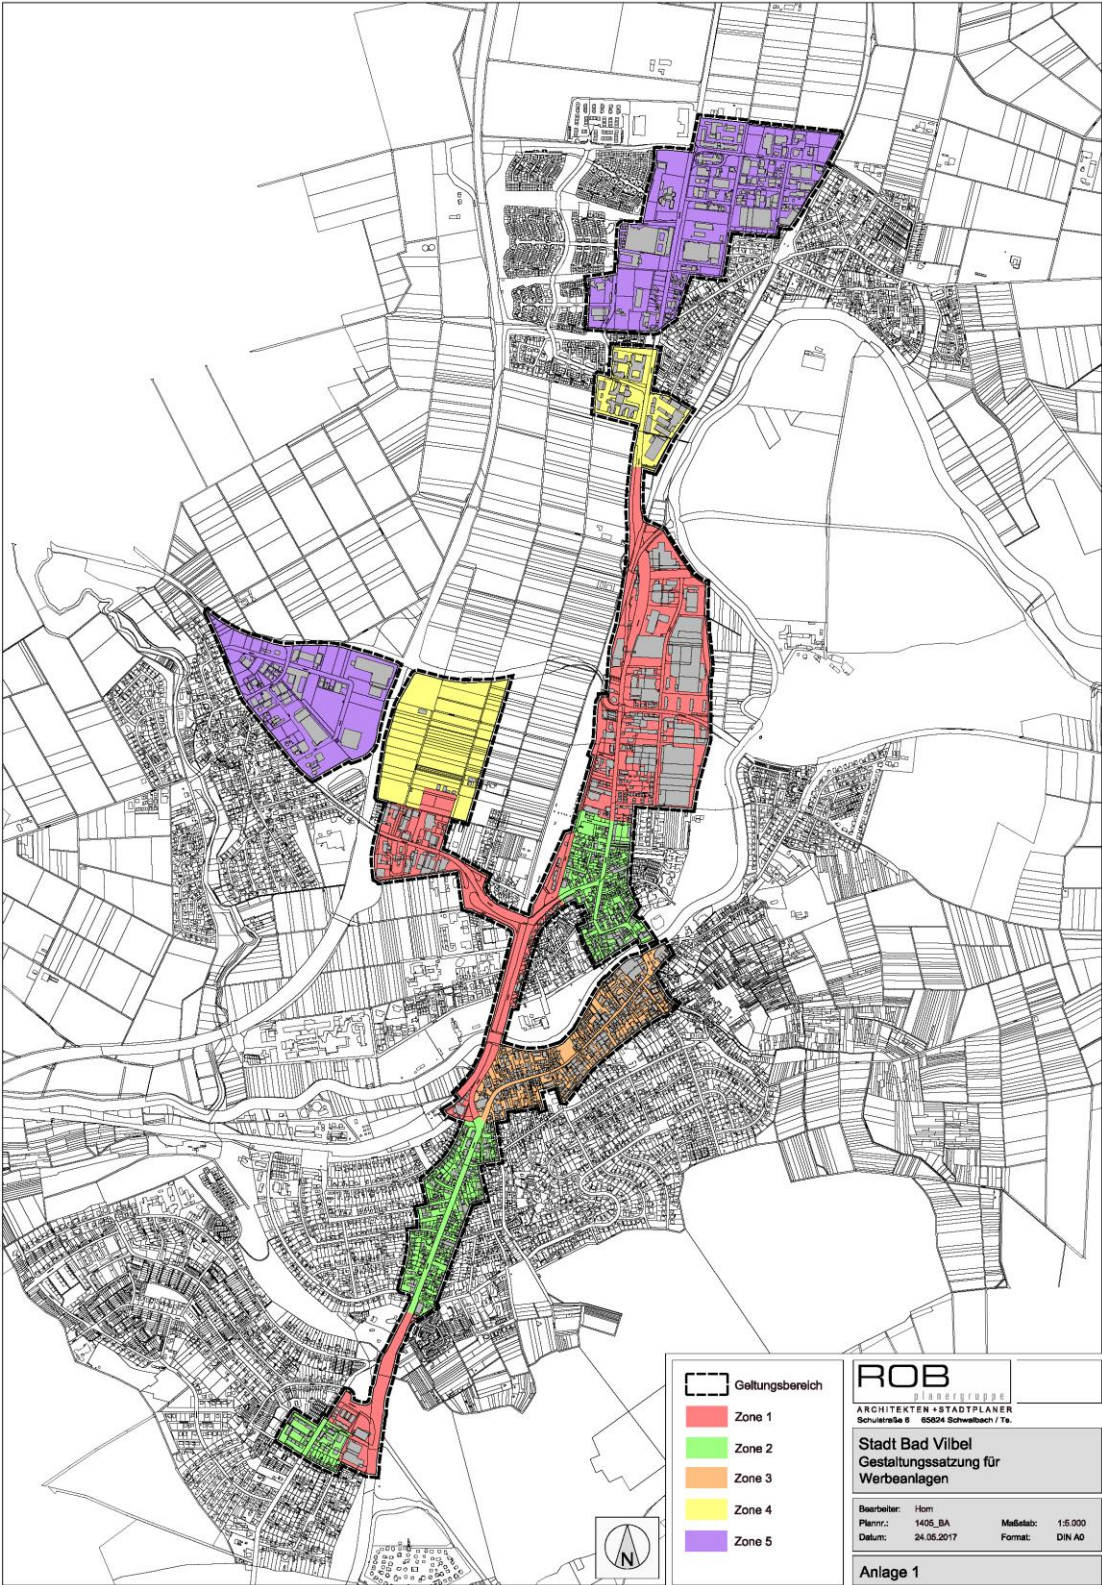 Geltungsbereich
Zone 1
Zone 2
Zone 3
Zone 4
Zone 5
N
ROB
planergruppe
ARCHITEKTEN + STADTPLANER
Schulstraße 6 65824 Schwalbach / Ts.
Stadt Bad Vilbel
Gestaltungssatzung für
Werbeanlagen
Bearbeiter: Horn
Plannr.: 1405_BA Maßstab: 1:5.000
Datum: 24.05.2017 Format: DIN A0
Anlage 1